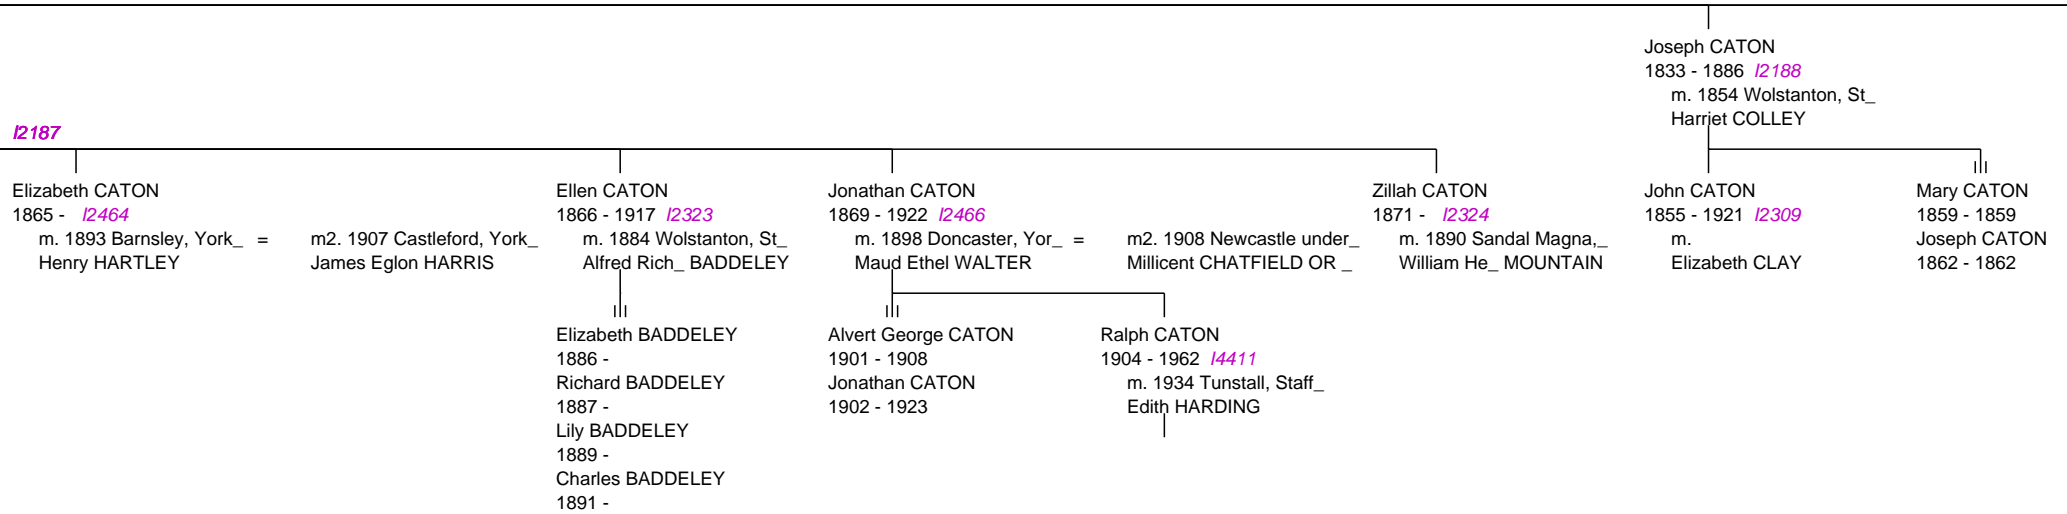 Joseph CATON
1833 - 1886 I2188
m. 1854 Wolstanton, St_
Harriet COLLEY
I2187
Elizabeth CATON
1865 - I2464
m. 1893 Barnsley, York_ =
Henry HARTLEY
m2. 1907 Castleford, York_
James Eglon HARRIS
Ellen CATON
1866 - 1917 I2323
m. 1884 Wolstanton, St_
Alfred Rich_ BADDELEY
Jonathan CATON
1869 - 1922 I2466
m. 1898 Doncaster, Yor_ =
Maud Ethel WALTER
m2. 1908 Newcastle under_
Millicent CHATFIELD OR _
Zillah CATON
1871 - I2324
m. 1890 Sandal Magna,_
William He_ MOUNTAIN
John CATON
1855 - 1921 I2309
m.
Elizabeth CLAY
Mary CATON
1859 - 1859
Joseph CATON
1862 - 1862
Elizabeth BADDELEY
1886 -
Richard BADDELEY
1887 -
Lily BADDELEY
1889 -
Charles BADDELEY
1891 -
Alvert George CATON
1901 - 1908
Jonathan CATON
1902 - 1923
Ralph CATON
1904 - 1962 I4411
m. 1934 Tunstall, Staff_
Edith HARDING